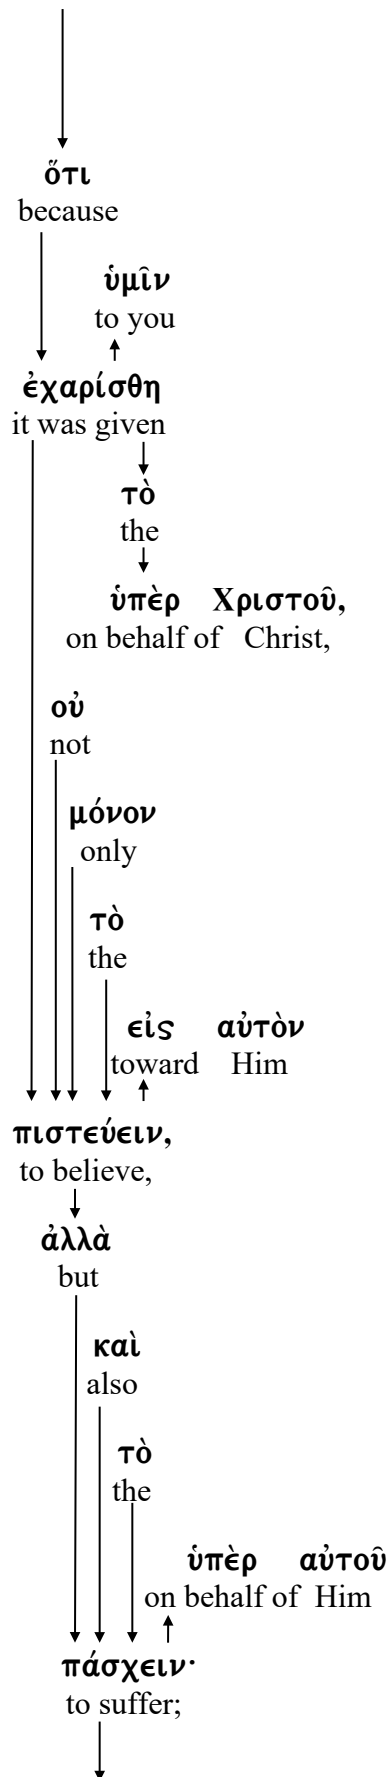 ὅτι
because
ὑμῖν
to you
ἐχαρίσθη
it was given
τὸ
the
ὑπὲρ Χριστοῦ,
on behalf of Christ,
οὐ
not
μόνον
only
τὸ
the
εἰς αὐτὸν
toward Him
πιστεύειν,
to believe,
ἀλλὰ
but
καὶ
also
τὸ
the
ὑπὲρ αὐτοῦ
on behalf of Him
πάσχειν·
to suffer;